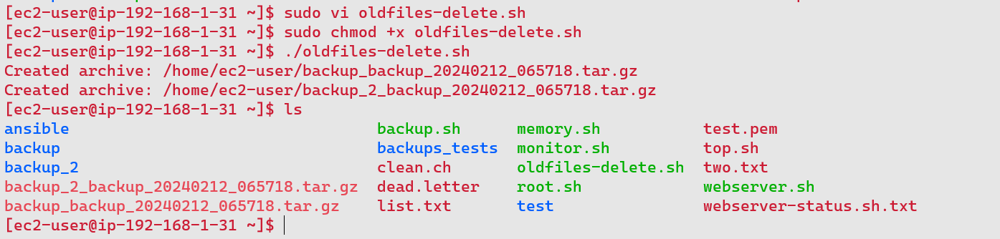 [ec2-user@ip-192-168-1-31 ~]$ sudo vi oldfiles-delete.sh
[ec2-user@ip-192-168-1-31 ~]$ sudo chmod +x oldfiles-delete.sh
[ec2-user@ip-192-168-1-31 ~]$ ./oldfiles-delete.sh
Created archive: /home/ec2-user/backup_backup_20240212_065718.tar.gz
Created archive: /home/ec2-user/backup_2_backup_20240212_065718.tar.gz
[ec2-user@ip-192-168-1-31 ~]$ ls
ansible                                 backup.sh      memory.sh           test.pem
backup                                  backups_tests  monitor.sh          top.sh
backup_2                                clean.ch       oldfiles-delete.sh  two.txt
backup_2_backup_20240212_065718.tar.gz  dead.letter    root.sh             webserver.sh
backup_backup_20240212_065718.tar.gz    list.txt       test                webserver-status.sh.txt
[ec2-user@ip-192-168-1-31 ~]$